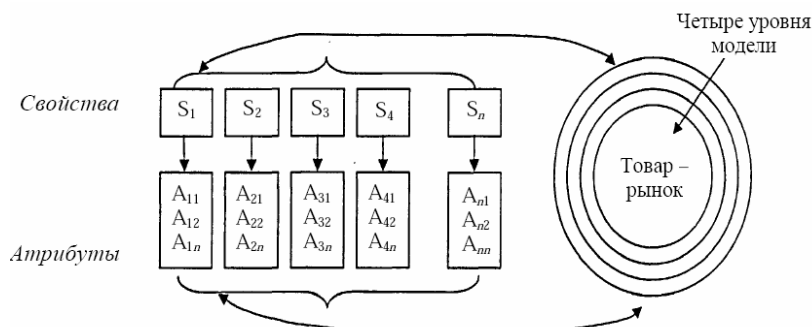 Четыре уровня
модели
Свойства
S₁ S₂ S₃ S₄ Sₙ
Товар –
рынок
A₁₁ A₂₁ A₃₁ A₄₁ Aₙ₁
A₁₂ A₂₂ A₃₂ A₄₂ Aₙ₂
A₁ₙ A₂ₙ A₃ₙ A₄ₙ Aₙₙ
Атрибуты